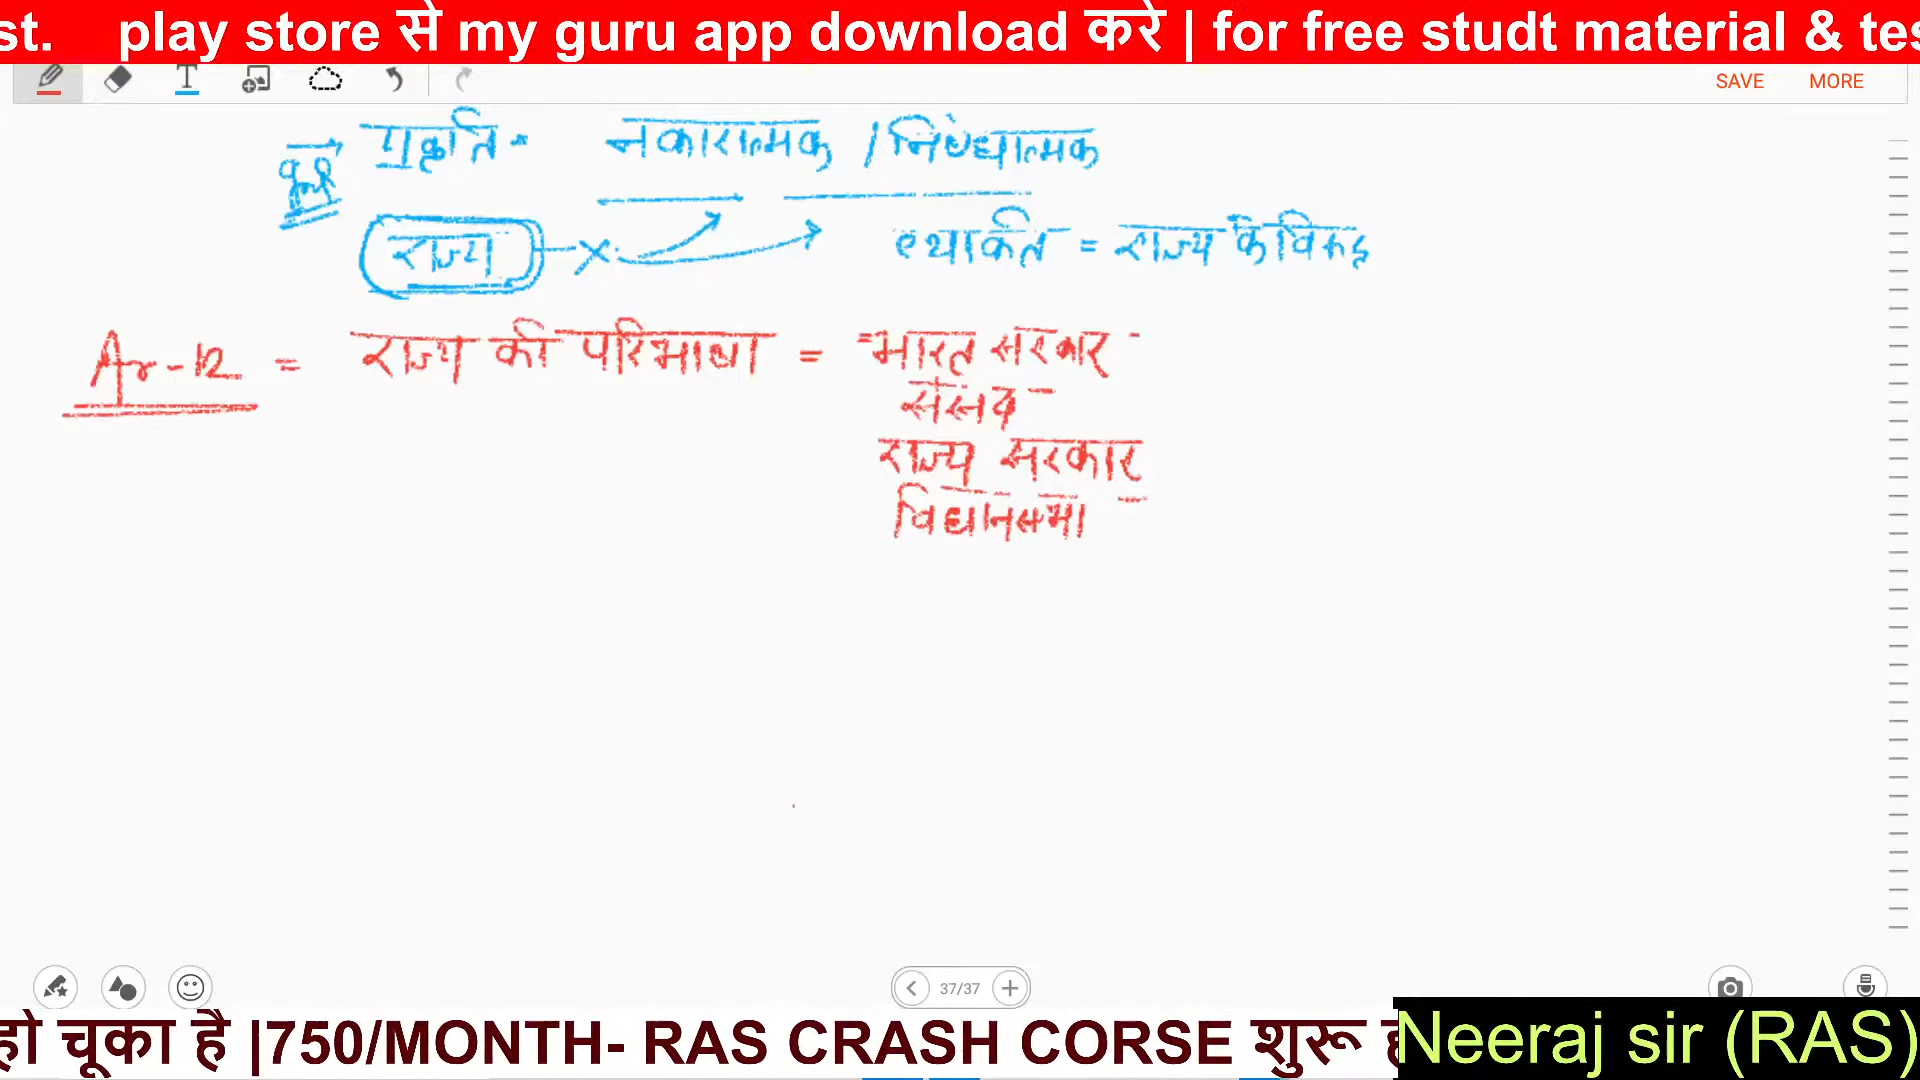 st. play store से my guru app download करे | for free studt material & tes
T SAVE MORE
प्रकृति - नकारात्मक / निषेधात्मक
राज्य × = राज्य के विरुद्ध
Ar-12 = राज्य की परिभाषा = भारत सरकार
संसद
राज्य सरकार
विधानसभा
37/37
हो चूका है |750/MONTH- RAS CRASH CORSE शुरू ह
Neeraj sir (RAS)